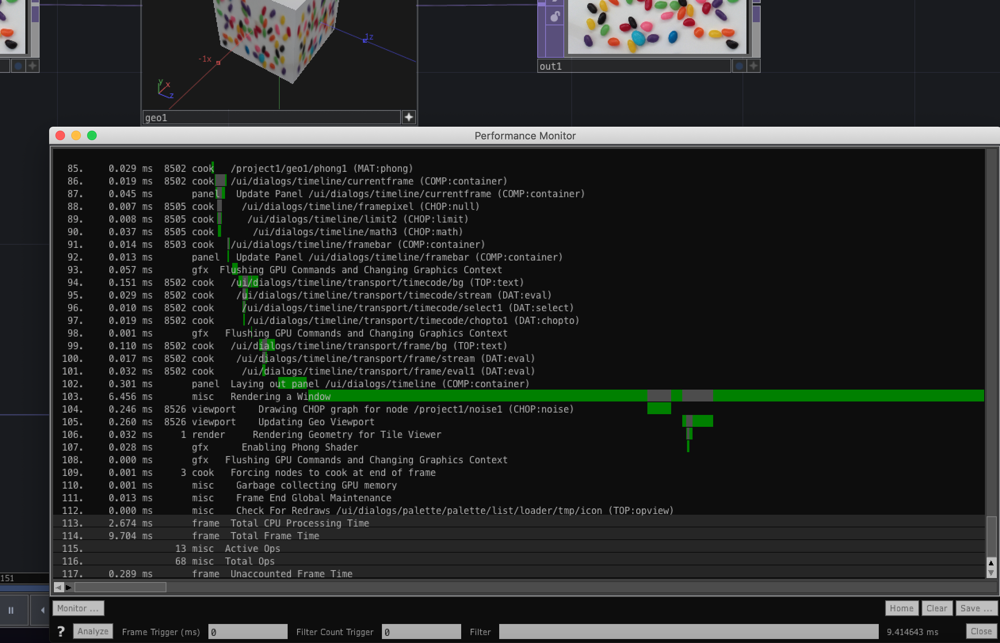 1z
-1x
y
x
z
out1
geo1
Performance Monitor
85. 0.029 ms 8502 cook /project1/geo1/phong1 (MAT:phong)
86. 0.019 ms 8502 cook /ui/dialogs/timeline/currentframe (COMP:container)
87. 0.045 ms panel Update Panel /ui/dialogs/timeline/currentframe (COMP:container)
88. 0.007 ms 8505 cook /ui/dialogs/timeline/framepixel (CHOP:null)
89. 0.008 ms 8505 cook /ui/dialogs/timeline/limit2 (CHOP:limit)
90. 0.037 ms 8505 cook /ui/dialogs/timeline/math3 (CHOP:math)
91. 0.014 ms 8503 cook /ui/dialogs/timeline/framebar (COMP:container)
92. 0.013 ms panel Update Panel /ui/dialogs/timeline/framebar (COMP:container)
93. 0.057 ms gfx Flushing GPU Commands and Changing Graphics Context
94. 0.151 ms 8502 cook /ui/dialogs/timeline/transport/timecode/bg (TOP:text)
95. 0.029 ms 8502 cook /ui/dialogs/timeline/transport/timecode/stream (DAT:eval)
96. 0.010 ms 8502 cook /ui/dialogs/timeline/transport/timecode/select1 (DAT:select)
97. 0.019 ms 8502 cook /ui/dialogs/timeline/transport/timecode/chopto1 (DAT:chopto)
98. 0.001 ms gfx Flushing GPU Commands and Changing Graphics Context
99. 0.110 ms 8502 cook /ui/dialogs/timeline/transport/frame/bg (TOP:text)
100. 0.017 ms 8502 cook /ui/dialogs/timeline/transport/frame/stream (DAT:eval)
101. 0.032 ms 8502 cook /ui/dialogs/timeline/transport/frame/eval1 (DAT:eval)
102. 0.301 ms panel Laying out panel /ui/dialogs/timeline (COMP:container)
103. 6.456 ms misc Rendering a Window
104. 0.246 ms 8526 viewport Drawing CHOP graph for node /project1/noise1 (CHOP:noise)
105. 0.260 ms 8526 viewport Updating Geo Viewport
106. 0.032 ms 1 render Rendering Geometry for Tile Viewer
107. 0.028 ms gfx Enabling Phong Shader
108. 0.000 ms gfx Flushing GPU Commands and Changing Graphics Context
109. 0.001 ms 3 cook Forcing nodes to cook at end of frame
110. 0.001 ms misc Garbage collecting GPU memory
111. 0.013 ms misc Frame End Global Maintenance
112. 0.000 ms misc Check For Redraws /ui/dialogs/palette/palette/list/loader/tmp/icon (TOP:opview)
113. 2.674 ms frame Total CPU Processing Time
114. 9.704 ms frame Total Frame Time
115. 13 misc Active Ops
116. 68 misc Total Ops
117. 0.289 ms frame Unaccounted Frame Time
151
Monitor ... Home Clear Save ...
? Analyze Frame Trigger (ms) 0 Filter Count Trigger 0 Filter 9.414643 ms Close